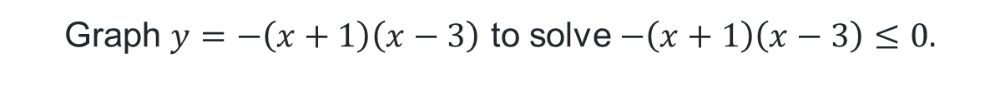 Graph y = −(x + 1)(x − 3) to solve −(x + 1)(x − 3) ≤ 0.